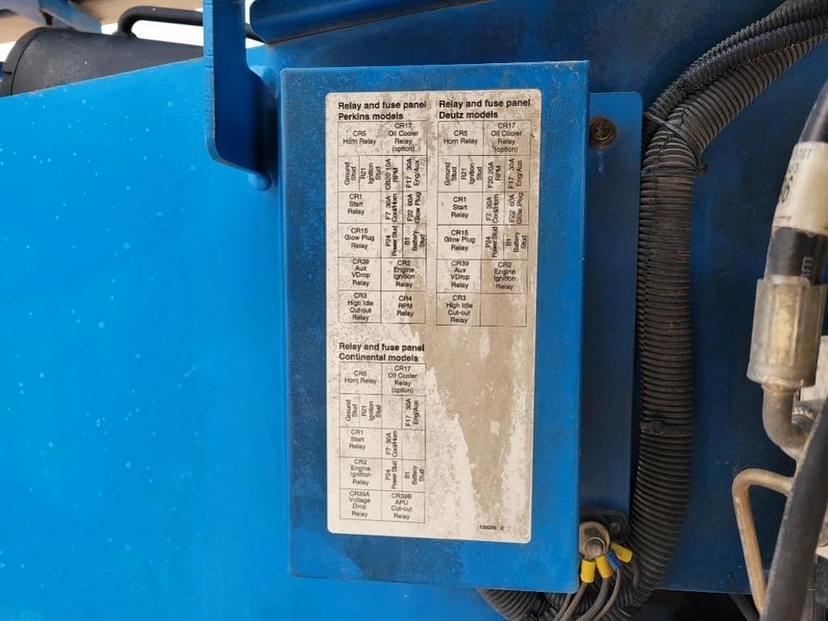 Relay and fuse panel
Perkins models
CR5
Horn Relay
CR17
Oil Cooler
Relay
(option)
Ground
Stud
R21
Ignition
Stud
CB20 10A
RPM
F17 30A
Eng/Aux
CR1
Start
Relay
F7 30A
Cool/Horn
F22 60A
Glow Plug
CR15
Glow Plug
Relay
P24
Power Stud
B1
Battery
Stud
CR39
Aux
VDrop
Relay
CR2
Engine
Ignition
Relay
CR3
High Idle
Cut-out
Relay
CR4
RPM
Relay
Relay and fuse panel
Deutz models
CR5
Horn Relay
CR17
Oil Cooler
Relay
(option)
Ground
Stud
R21
Ignition
Stud
F20 20A
RPM
F17 30A
Eng/Aux
CR1
Start
Relay
F7 30A
Cool/Horn
F22 60A
Glow Plug
CR15
Glow Plug
Relay
P24
Power Stud
B1
Battery
Stud
CR39
Aux
VDrop
Relay
CR2
Engine
Ignition
Relay
CR3
High Idle
Cut-out
Relay
Relay and fuse panel
Continental models
CR5
Horn Relay
CR17
Oil Cooler
Relay
(option)
Ground
Stud
R21
Ignition
Stud
F17 30A
Eng/Aux
CR1
Start
Relay
F7 30A
Cool/Horn
CR2
Engine
Ignition
Relay
P24
Power Stud
B1
Battery
Stud
CR39A
Voltage
Drop
Relay
CR39B
APU
Cut-out
Relay